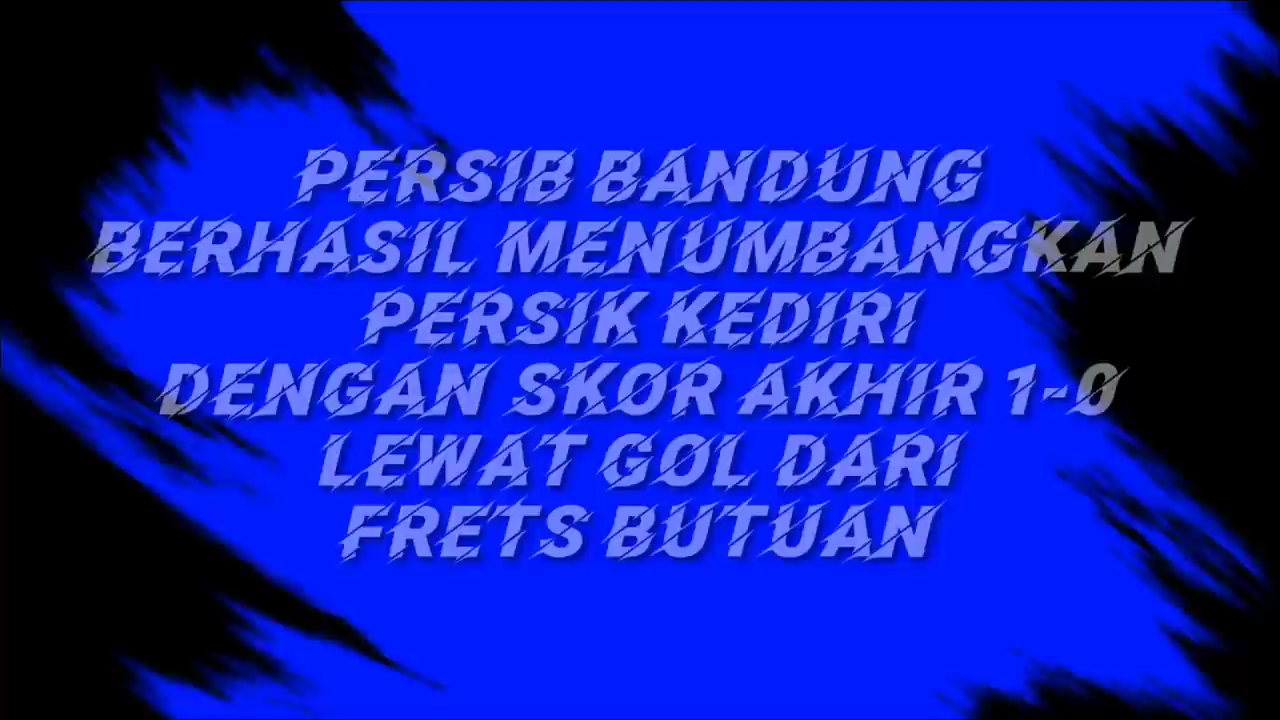 PERSIB BANDUNG
BERHASIL MENUMBANGKAN
PERSIK KEDIRI
DENGAN SKOR AKHIR 1-0
LEWAT GOL DARI
FRETS BUTUAN